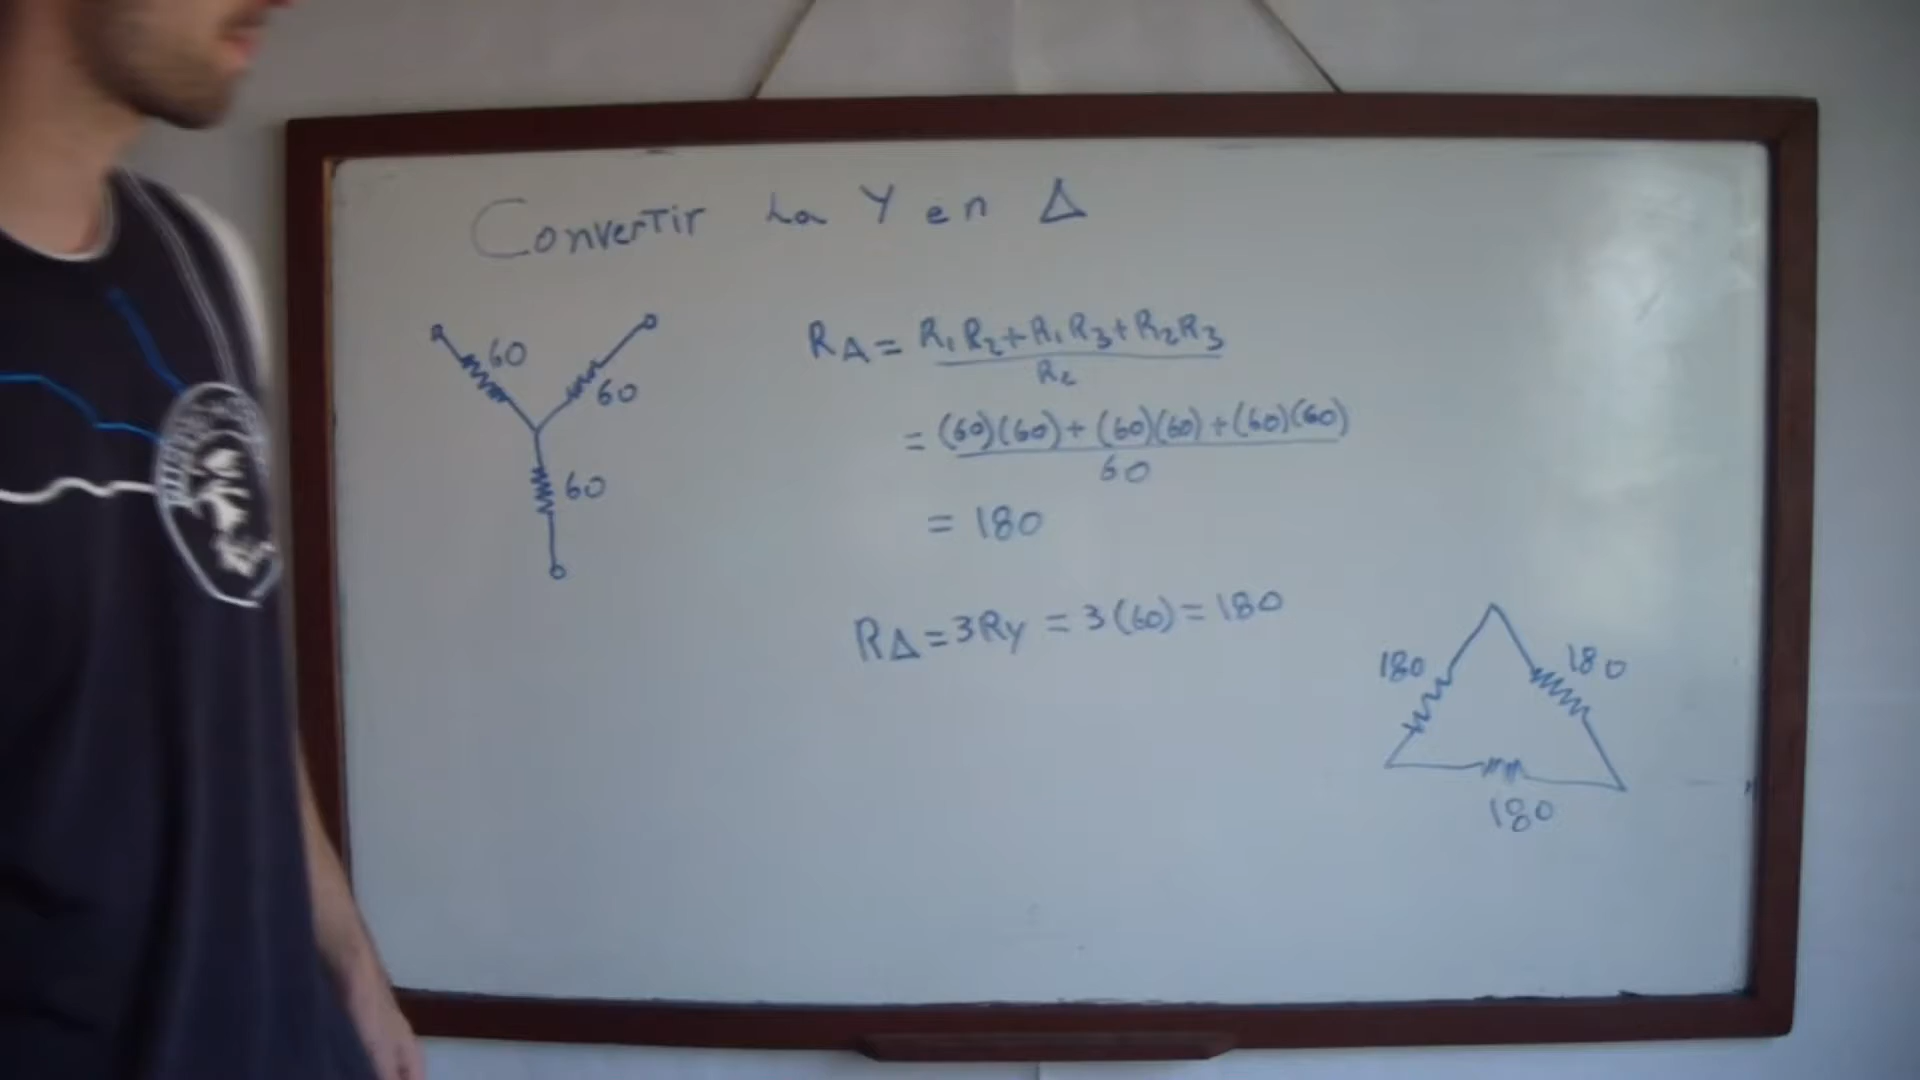 Convertir la Y en Δ
60
60
60
RΔ = R₁R₂+R₁R₃+R₂R₃
R₂
= (60)(60) + (60)(60) + (60)(60)
60
= 180
RΔ = 3Ry = 3(60) = 180
180
180
180